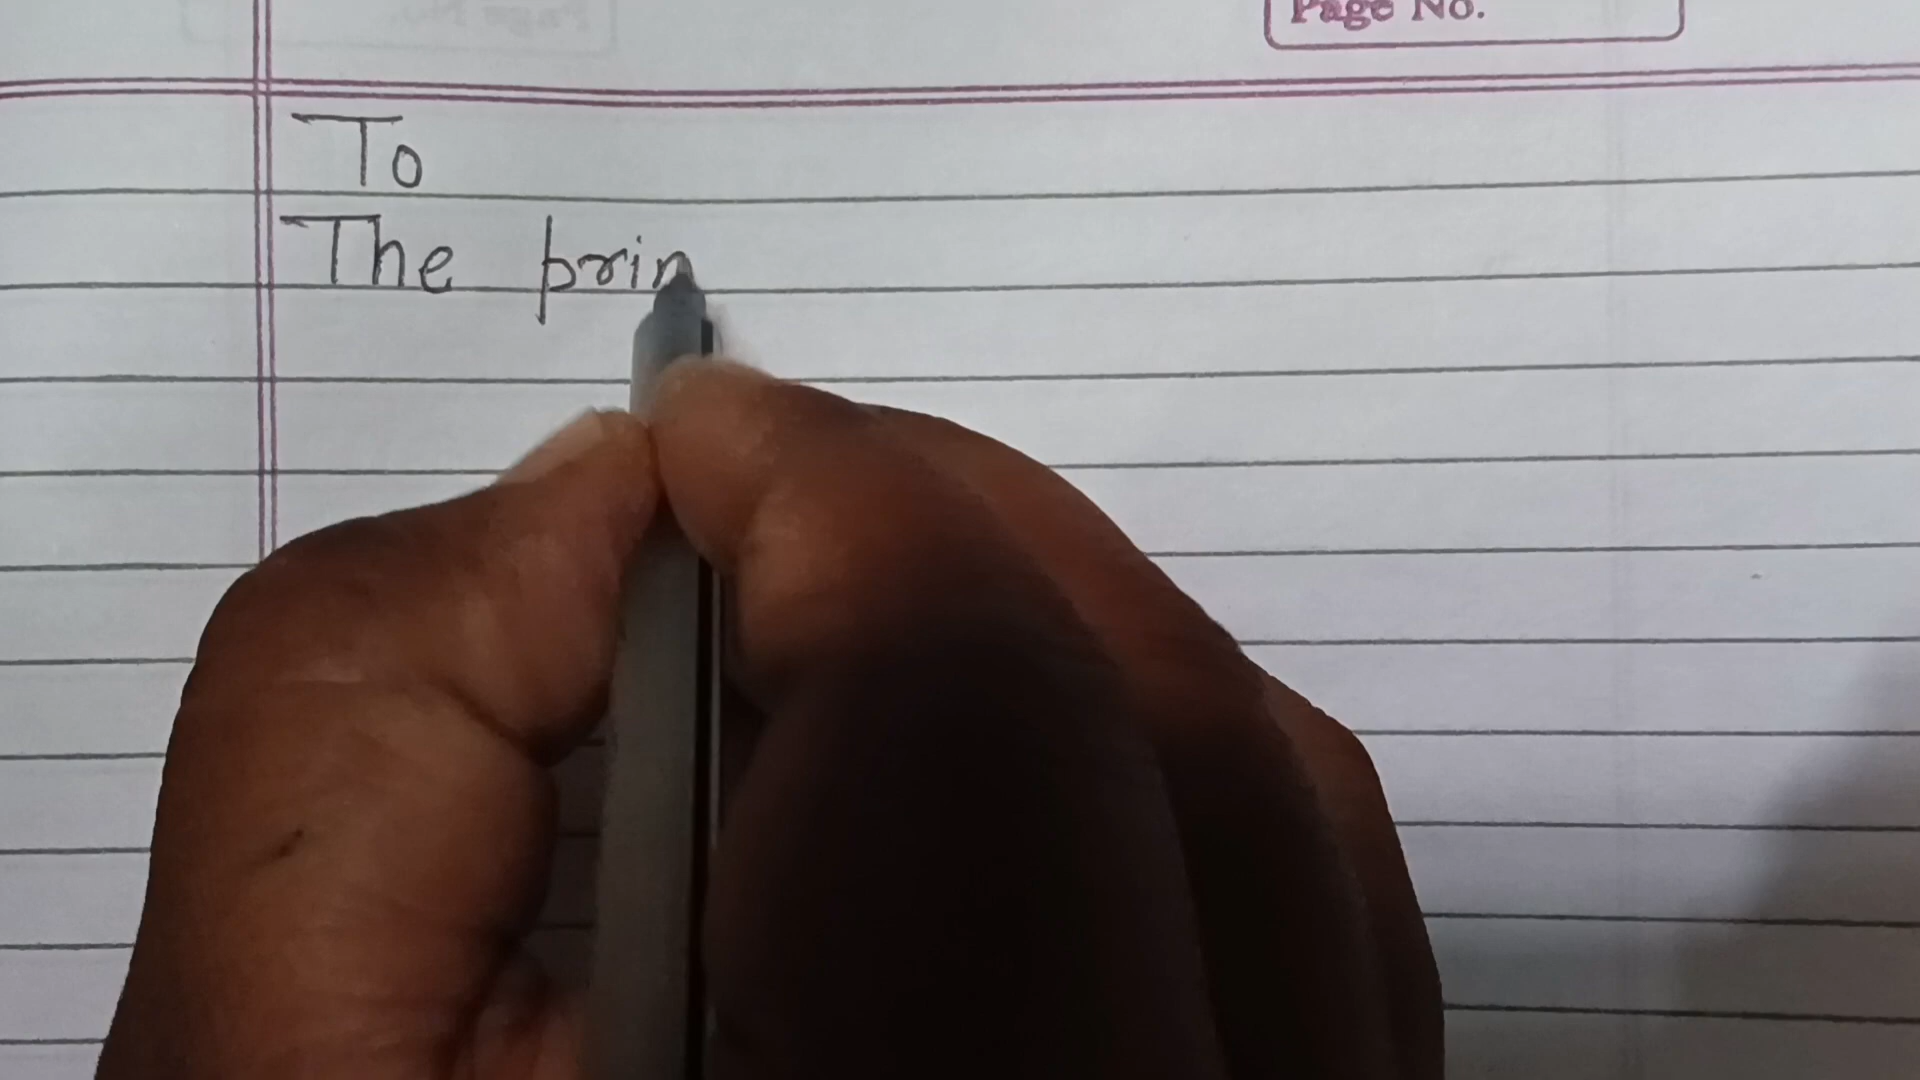 Page No.
To
The prin